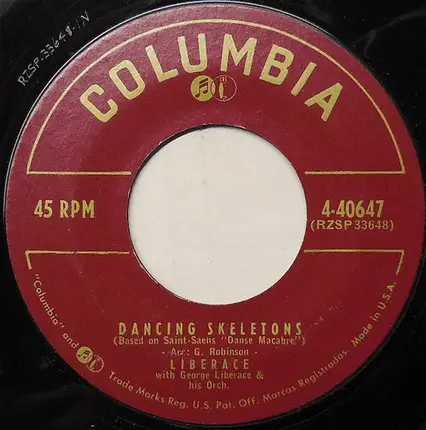 RZSP-33648-1N
COLUMBIA
45 RPM
4-40647
(RZSP 33648)
DANCING SKELETONS
(Based on Saint-Saens "Danse Macabre")
- Arr.: G. Robinson -
LIBERACE
with George Liberace &
his Orch.
"Columbia" and Trade Marks Reg. U.S. Pat. Off. Marcas Registradas. Made in U.S.A.